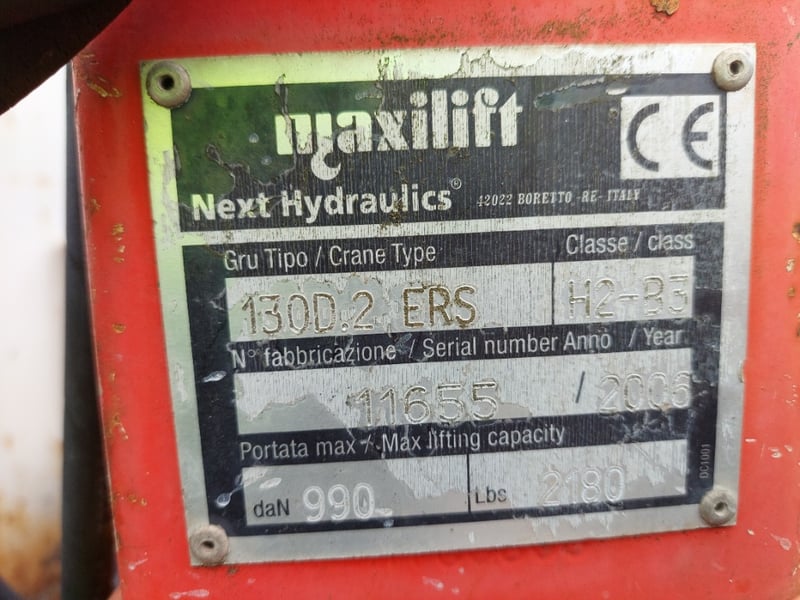 maxilift
CE
Next Hydraulics® 42022 BORETTO -RE- ITALY
Gru Tipo / Crane Type Classe / class
130D.2 ERS H2-B3
N° fabbricazione / Serial number Anno / Year
11655 / 2006
Portata max / Max lifting capacity
daN 990 Lbs 2180
DC1001